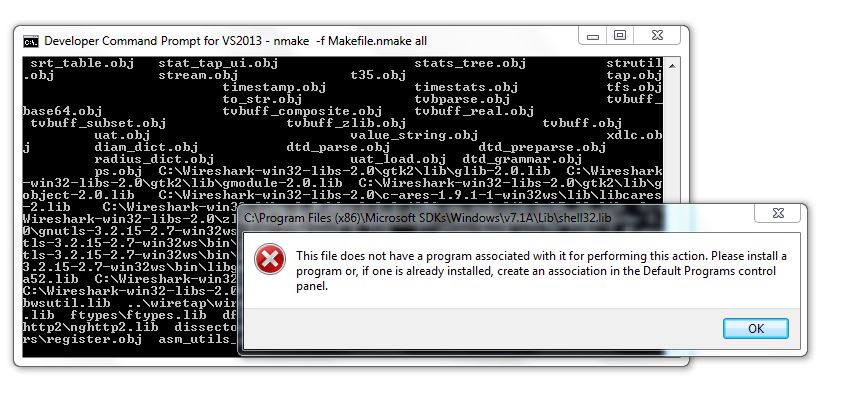 Developer Command Prompt for VS2013 - nmake  -f Makefile.nmake all
srt_table.obj stat_tap_ui.obj stats_tree.obj strutil
.obj stream.obj t35.obj tap.obj
timestamp.obj timestats.obj tfs.obj
to_str.obj tvbparse.obj tvbuff_
base64.obj tvbuff_composite.obj tvbuff_real.obj
tvbuff_subset.obj tvbuff_zlib.obj tvbuff.obj
uat.obj value_string.obj xdlc.ob
j diam_dict.obj dtd_parse.obj dtd_preparse.obj
radius_dict.obj uat_load.obj dtd_grammar.obj
ps.obj C:\Wireshark-win32-libs-2.0\gtk2\lib\glib-2.0.lib C:\Wireshark
-win32-libs-2.0\gtk2\lib\gmodule-2.0.lib C:\Wireshark-win32-libs-2.0\gtk2\lib\g
object-2.0.lib C:\Wireshark-win32-libs-2.0\c-ares-1.9.1-1-win32ws\lib\libcares
-2.lib C:\Wireshark-win32-libs-2.0
Wireshark-win32-libs-2.0\zl
0\gnutls-3.2.15-2.7-win32ws
tls-3.2.15-2.7-win32ws\bin\
tls-3.2.15-2.7-win32ws\bin\
3.2.15-2.7-win32ws\bin\libg
a52.lib C:\Wireshark-win32-
C:\Wireshark-win32-libs-2.0
bwsutil.lib ..\wiretap\wir
.lib ftypes\ftypes.lib df
http2\nghttp2.lib dissecto
rs\register.obj asm_utils_
C:\Program Files (x86)\Microsoft SDKs\Windows\v7.1A\Lib\shell32.lib
This file does not have a program associated with it for performing this action. Please install a
program or, if one is already installed, create an association in the Default Programs control
panel.
OK